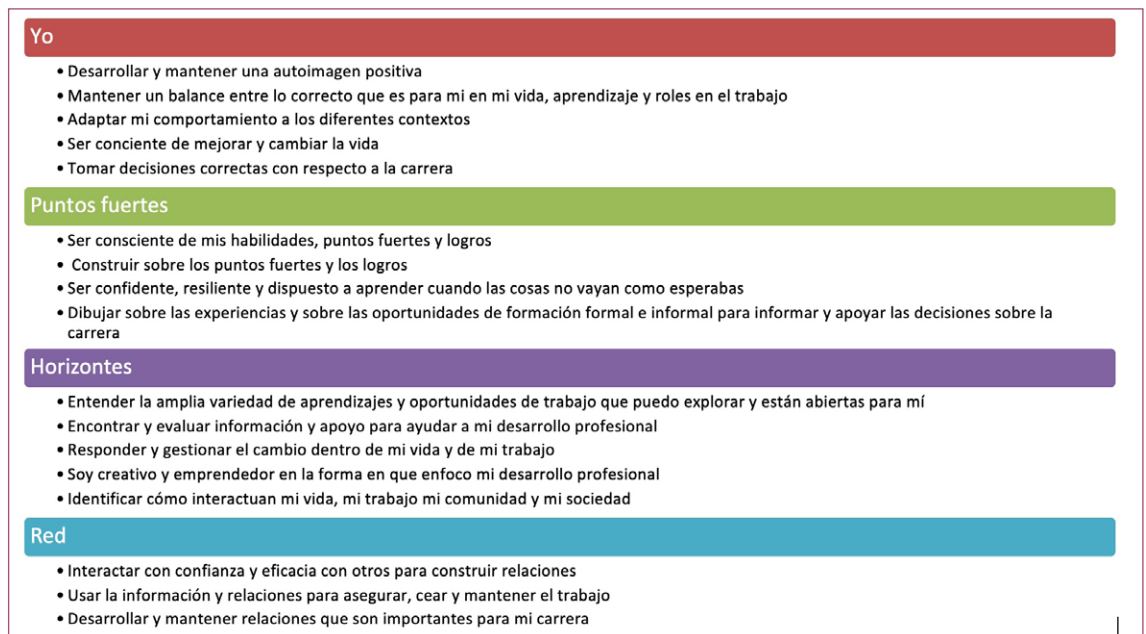 Yo
• Desarrollar y mantener una autoimagen positiva
• Mantener un balance entre lo correcto que es para mi en mi vida, aprendizaje y roles en el trabajo
• Adaptar mi comportamiento a los diferentes contextos
• Ser conciente de mejorar y cambiar la vida
• Tomar decisiones correctas con respecto a la carrera
Puntos fuertes
• Ser consciente de mis habilidades, puntos fuertes y logros
• Construir sobre los puntos fuertes y los logros
• Ser confidente, resiliente y dispuesto a aprender cuando las cosas no vayan como esperabas
• Dibujar sobre las experiencias y sobre las oportunidades de formación formal e informal para informar y apoyar las decisiones sobre la
carrera
Horizontes
• Entender la amplia variedad de aprendizajes y oportunidades de trabajo que puedo explorar y están abiertas para mí
• Encontrar y evaluar información y apoyo para ayudar a mi desarrollo profesional
• Responder y gestionar el cambio dentro de mi vida y de mi trabajo
• Soy creativo y emprendedor en la forma en que enfoco mi desarrollo profesional
• Identificar cómo interactuan mi vida, mi trabajo mi comunidad y mi sociedad
Red
• Interactar con confianza y eficacia con otros para construir relaciones
• Usar la información y relaciones para asegurar, cear y mantener el trabajo
• Desarrollar y mantener relaciones que son importantes para mi carrera